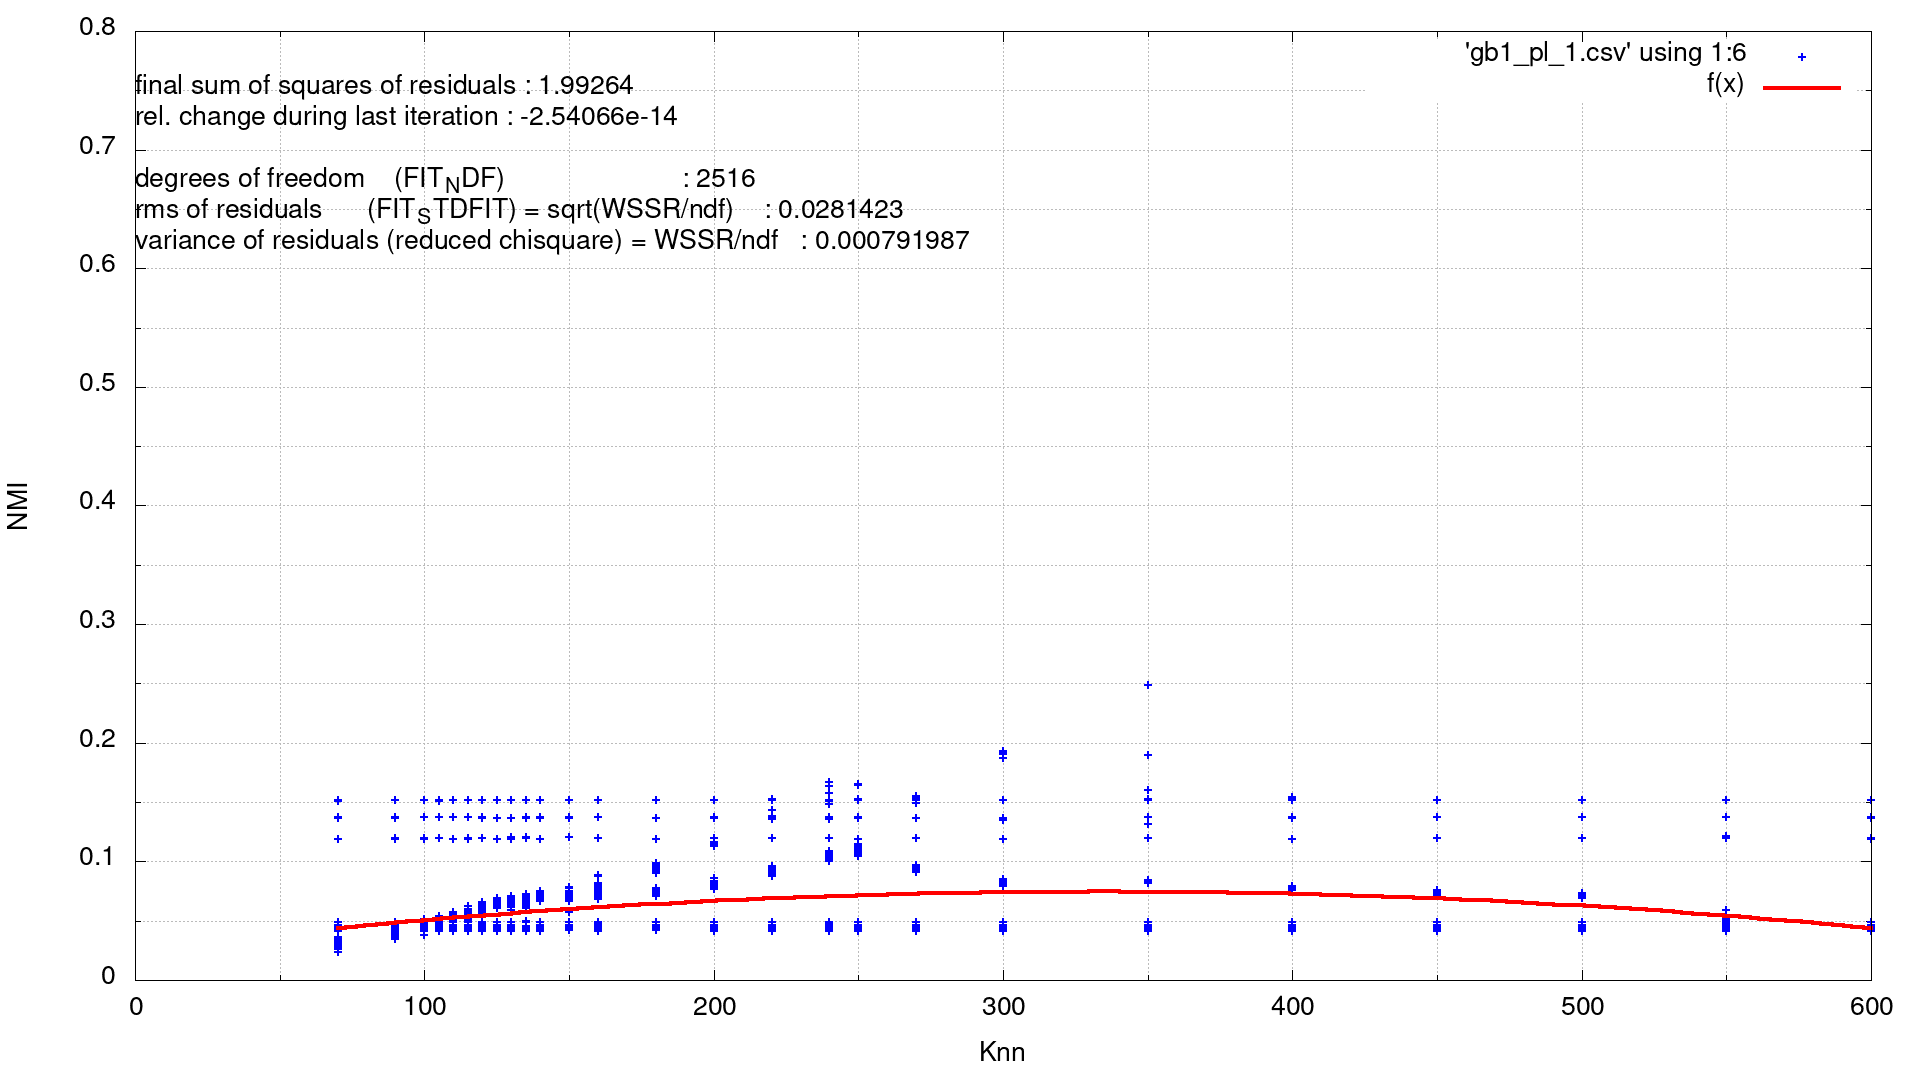 0.8
'gb1_pl_1.csv' using 1:6
f(x)
final sum of squares of residuals : 1.99264
rel. change during last iteration : -2.54066e-14
0.7
degrees of freedom (FIT_NDF) : 2516
rms of residuals (FIT_STDFIT) = sqrt(WSSR/ndf) : 0.0281423
variance of residuals (reduced chisquare) = WSSR/ndf : 0.000791987
0.6
0.5
0.4
NMI
0.3
0.2
0.1
0
0 100 200 300 400 500 600
Knn